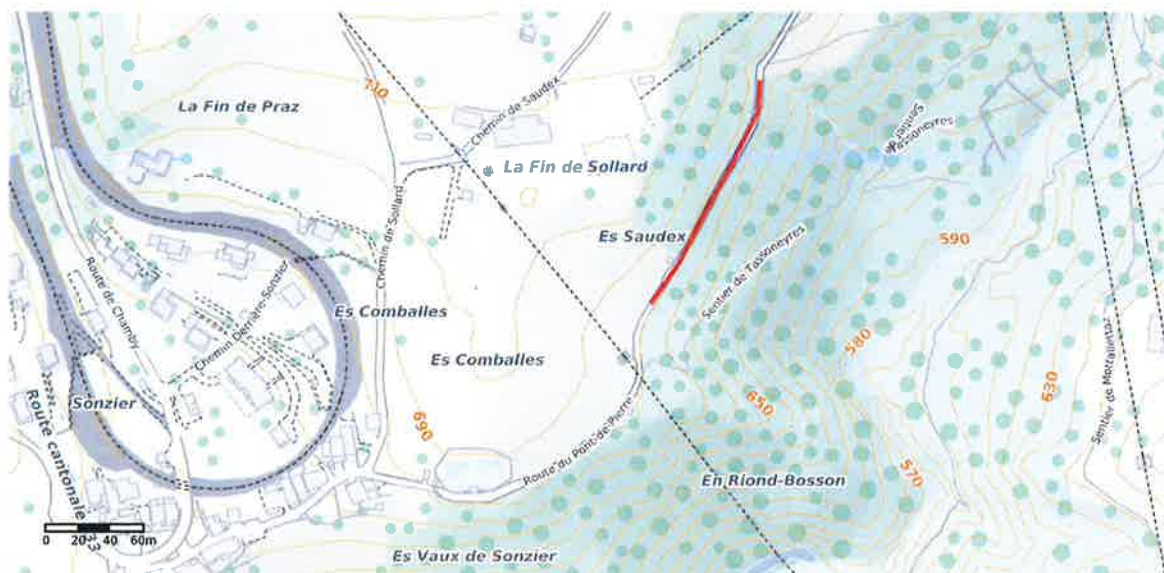 La Fin de Praz
710
Chemin de Saudex
La Fin de Sollard
Sentier de
Tassoneyres
Es Saudex
590
Chemin de Sollard
Route de Chamby
Chemin Derrière-Sonzier
Sentier de Tassoneyres
Es Comballes
Es Comballes
580
Sonzier
Route cantonale
690
650
630
Sentier de Mottalluettaz
Route du Pont-de-Pierre
En Riond-Bosson
570
0 20 40 60m
Es Vaux de Sonzier